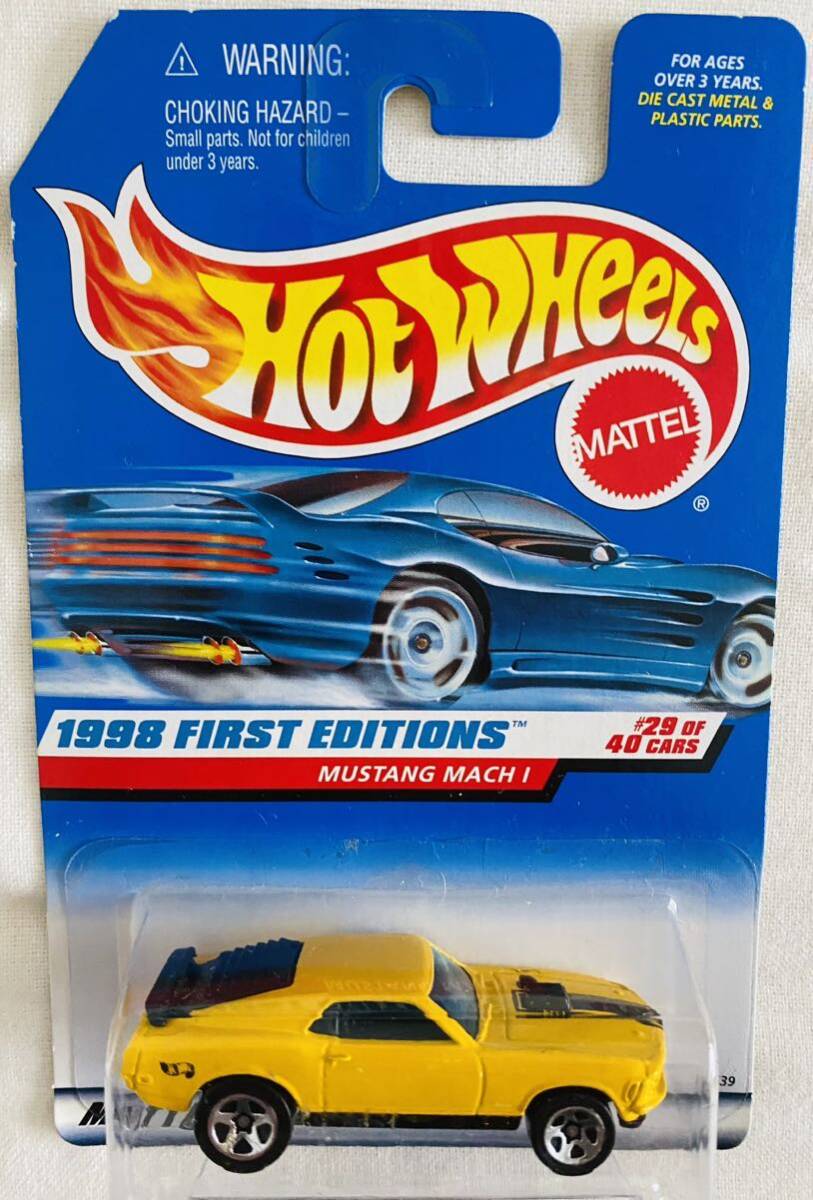 WARNING:
CHOKING HAZARD –
Small parts. Not for children
under 3 years.
FOR AGES
OVER 3 YEARS.
DIE CAST METAL &
PLASTIC PARTS.
HOT WHEELS
MATTEL
®
1998 FIRST EDITIONS™
#29 OF
40 CARS
MUSTANG MACH I
39